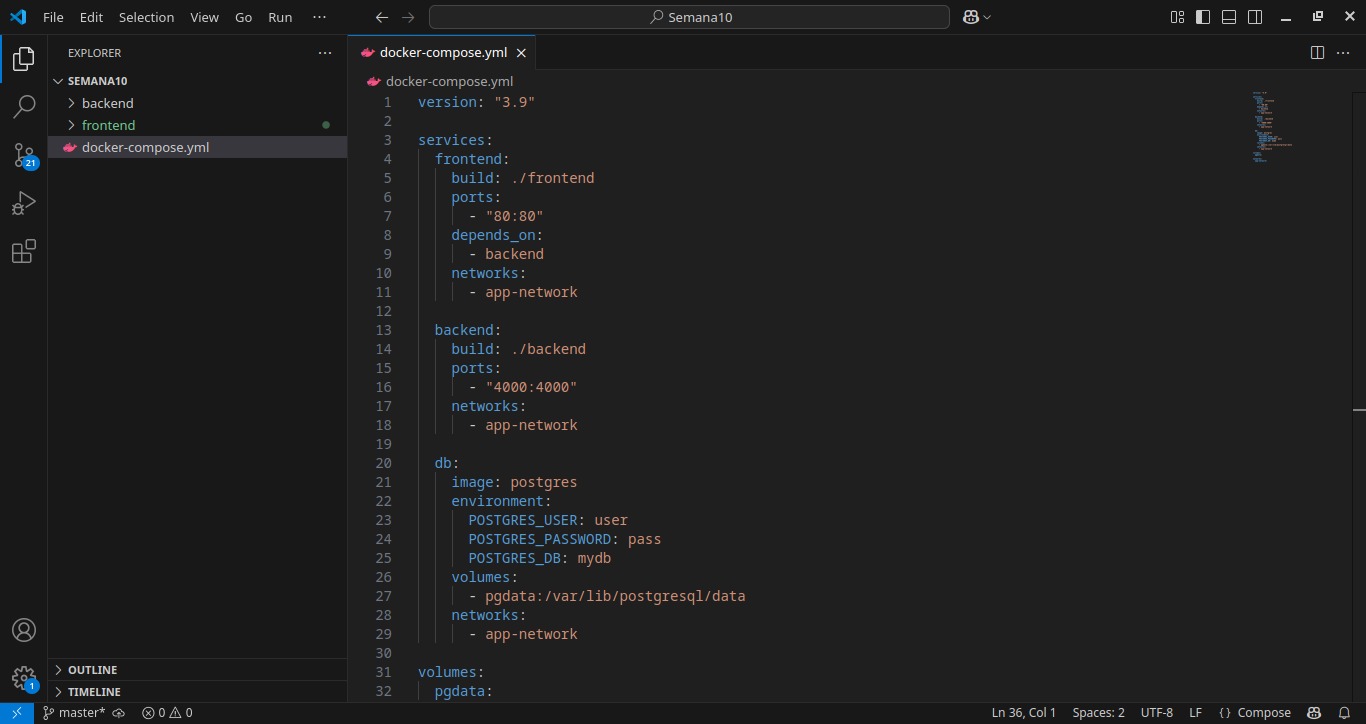 File Edit Selection View Go Run ···
Semana10
EXPLORER
SEMANA10
backend
frontend
docker-compose.yml
21
1
OUTLINE
TIMELINE
docker-compose.yml
docker-compose.yml
1 version: "3.9"
2
3 services:
4 frontend:
5 build: ./frontend
6 ports:
7 - "80:80"
8 depends_on:
9 - backend
10 networks:
11 - app-network
12
13 backend:
14 build: ./backend
15 ports:
16 - "4000:4000"
17 networks:
18 - app-network
19
20 db:
21 image: postgres
22 environment:
23 POSTGRES_USER: user
24 POSTGRES_PASSWORD: pass
25 POSTGRES_DB: mydb
26 volumes:
27 - pgdata:/var/lib/postgresql/data
28 networks:
29 - app-network
30
31 volumes:
32 pgdata:
master* 0 0 Ln 36, Col 1 Spaces: 2 UTF-8 LF {} Compose